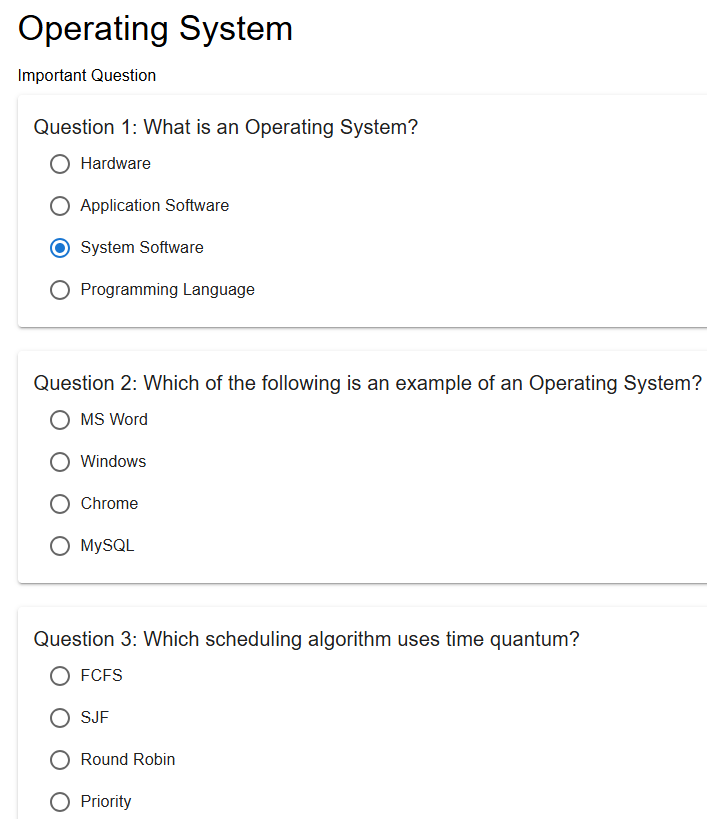 Operating System
Important Question
Question 1: What is an Operating System?
Hardware
Application Software
System Software
Programming Language
Question 2: Which of the following is an example of an Operating System?
MS Word
Windows
Chrome
MySQL
Question 3: Which scheduling algorithm uses time quantum?
FCFS
SJF
Round Robin
Priority